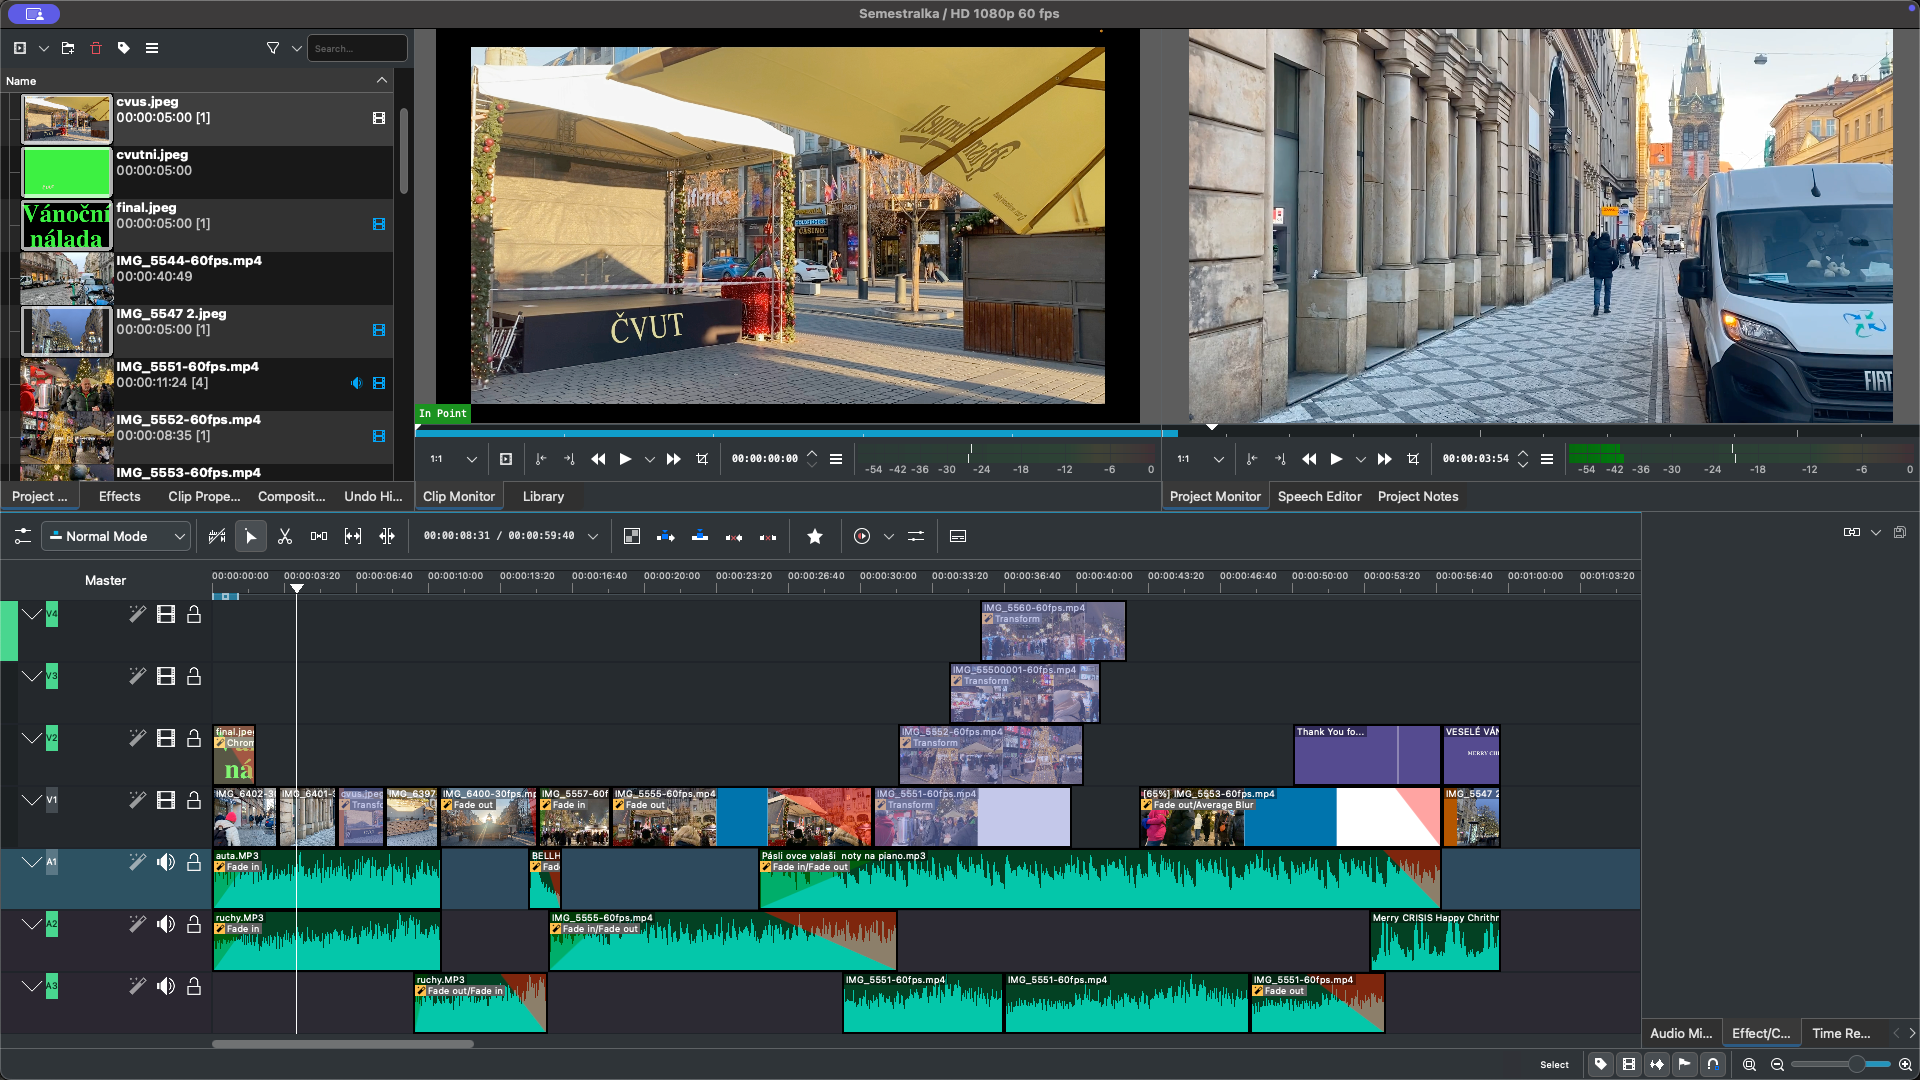 Semestralka / HD 1080p 60 fps
Search...
Name
cvus.jpeg
00:00:05:00 [1]
cvutni.jpeg
00:00:05:00
final.jpeg
00:00:05:00 [1]
Vánoční
nálada
IMG_5544-60fps.mp4
00:00:40:49
IMG_5547 2.jpeg
00:00:05:00 [1]
IMG_5551-60fps.mp4
00:00:11:24 [4]
IMG_5552-60fps.mp4
00:00:08:35 [1]
IMG_5553-60fps.mp4
CASINO
ČVUT
FIAT
In Point
1:1
00:00:00:00
-54 -42 -36 -30 -24 -18 -12 -6 0
1:1
00:00:03:54
-54 -42 -36 -30 -24 -18 -12 -6 0
Project ... Effects Clip Prope... Composit... Undo Hi...
Clip Monitor Library
Project Monitor Speech Editor Project Notes
Normal Mode
00:00:08:31 / 00:00:59:40
Master
00:00:00:00 00:00:03:20 00:00:06:40 00:00:10:00 00:00:13:20 00:00:16:40 00:00:20:00 00:00:23:20 00:00:26:40 00:00:30:00 00:00:33:20 00:00:36:40 00:00:40:00 00:00:43:20 00:00:46:40 00:00:50:00 00:00:53:20 00:00:56:40 00:01:00:00 00:01:03:20
V4
IMG_5560-60fps.mp4
Transform
V3
IMG_55500001-60fps.mp4
Transform
V2
final.jpe
Chrom
ná
IMG_5552-60fps.mp4
Transform
Thank You fo...
VESELÉ VÁN
MERRY CH
V1
IMG_6402-3
IMG_6401-3
cvus.jpeg
Transfo
IMG_6397
IMG_6400-30fps.mp
Fade out
IMG_5557-60f
Fade in
IMG_5555-60fps.mp4
Fade out
IMG_5551-60fps.mp4
Transform
[65%] IMG_5553-60fps.mp4
Fade out/Average Blur
IMG_5547 2
A1
auta.MP3
Fade in
BELLH
Fade
Pásli ovce valaši noty na piano.mp3
Fade in/Fade out
A2
ruchy.MP3
Fade in
IMG_5555-60fps.mp4
Fade in/Fade out
Merry CRISIS Happy Chrithr
A3
ruchy.MP3
Fade out/Fade in
IMG_5551-60fps.mp4
IMG_5551-60fps.mp4
IMG_5551-60fps.mp4
Fade out
Audio Mi... Effect/C... Time Re...
Select